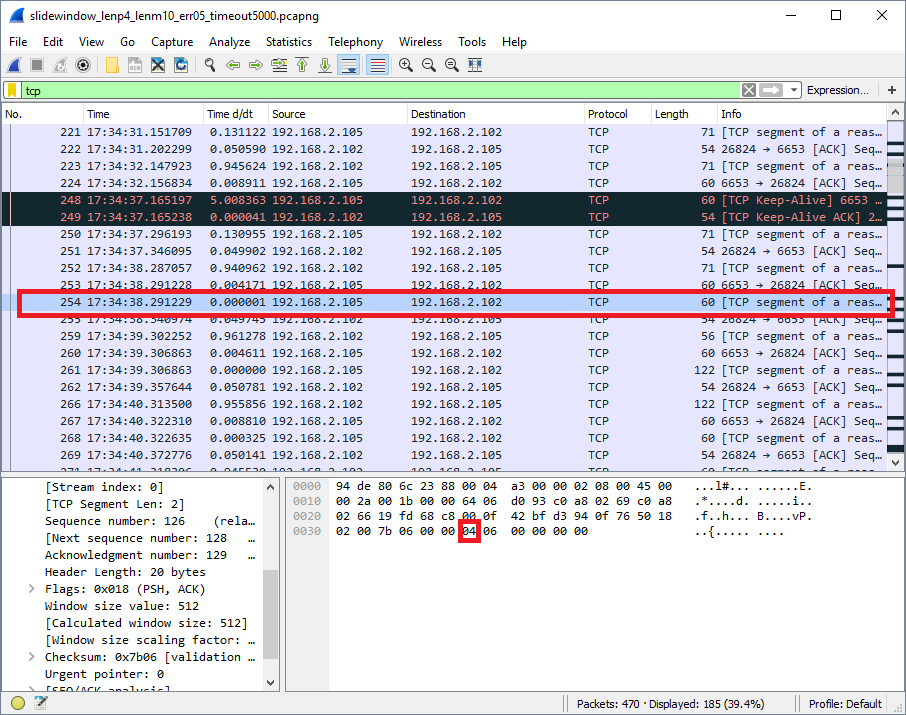 slidewindow_lenp4_lenm10_err05_timeout5000.pcapng
File Edit View Go Capture Analyze Statistics Telephony Wireless Tools Help
tcp Expression... +
No. Time Time d/dt Source Destination Protocol Length Info
221 17:34:31.151709 0.131122 192.168.2.105 192.168.2.102 TCP 71 [TCP segment of a reas…
222 17:34:31.202299 0.050590 192.168.2.102 192.168.2.105 TCP 54 26824 → 6653 [ACK] Seq…
223 17:34:32.147923 0.945624 192.168.2.102 192.168.2.105 TCP 71 [TCP segment of a reas…
224 17:34:32.156834 0.008911 192.168.2.105 192.168.2.102 TCP 60 6653 → 26824 [ACK] Seq…
248 17:34:37.165197 5.008363 192.168.2.105 192.168.2.102 TCP 60 [TCP Keep-Alive] 6653 …
249 17:34:37.165238 0.000041 192.168.2.102 192.168.2.105 TCP 54 [TCP Keep-Alive ACK] 2…
250 17:34:37.296193 0.130955 192.168.2.105 192.168.2.102 TCP 71 [TCP segment of a reas…
251 17:34:37.346095 0.049902 192.168.2.102 192.168.2.105 TCP 54 26824 → 6653 [ACK] Seq…
252 17:34:38.287057 0.940962 192.168.2.102 192.168.2.105 TCP 71 [TCP segment of a reas…
253 17:34:38.291228 0.004171 192.168.2.105 192.168.2.102 TCP 60 6653 → 26824 [ACK] Seq…
254 17:34:38.291229 0.000001 192.168.2.105 192.168.2.102 TCP 60 [TCP segment of a reas…
255 17:34:38.340974 0.049745 192.168.2.102 192.168.2.105 TCP 54 26824 → 6653 [ACK] Seq…
259 17:34:39.302252 0.961278 192.168.2.102 192.168.2.105 TCP 56 [TCP segment of a reas…
260 17:34:39.306863 0.004611 192.168.2.105 192.168.2.102 TCP 60 6653 → 26824 [ACK] Seq…
261 17:34:39.306863 0.000000 192.168.2.105 192.168.2.102 TCP 122 [TCP segment of a reas…
262 17:34:39.357644 0.050781 192.168.2.102 192.168.2.105 TCP 54 26824 → 6653 [ACK] Seq…
266 17:34:40.313500 0.955856 192.168.2.102 192.168.2.105 TCP 122 [TCP segment of a reas…
267 17:34:40.322310 0.008810 192.168.2.105 192.168.2.102 TCP 60 6653 → 26824 [ACK] Seq…
268 17:34:40.322635 0.000325 192.168.2.105 192.168.2.102 TCP 60 [TCP segment of a reas…
269 17:34:40.372776 0.050141 192.168.2.102 192.168.2.105 TCP 54 26824 → 6653 [ACK] Seq…
[Stream index: 0]
[TCP Segment Len: 2]
Sequence number: 126 (rela…
[Next sequence number: 128 …
Acknowledgment number: 129 …
Header Length: 20 bytes
Flags: 0x018 (PSH, ACK)
Window size value: 512
[Calculated window size: 512]
[Window size scaling factor: …
Checksum: 0x7b06 [validation …
Urgent pointer: 0
[SEQ/ACK analysis]
0000 94 de 80 6c 23 88 00 04 a3 00 00 02 08 00 45 00 ...l#... ......E.
0010 00 2a 00 1b 00 00 64 06 d0 93 c0 a8 02 69 c0 a8 .*....d. .....i..
0020 02 66 19 fd 68 c8 00 0f 42 bf d3 94 0f 76 50 18 .f..h... B....vP.
0030 02 00 7b 06 00 00 04 06 00 00 00 00 ..{..... ....
Packets: 470 · Displayed: 185 (39.4%) Profile: Default